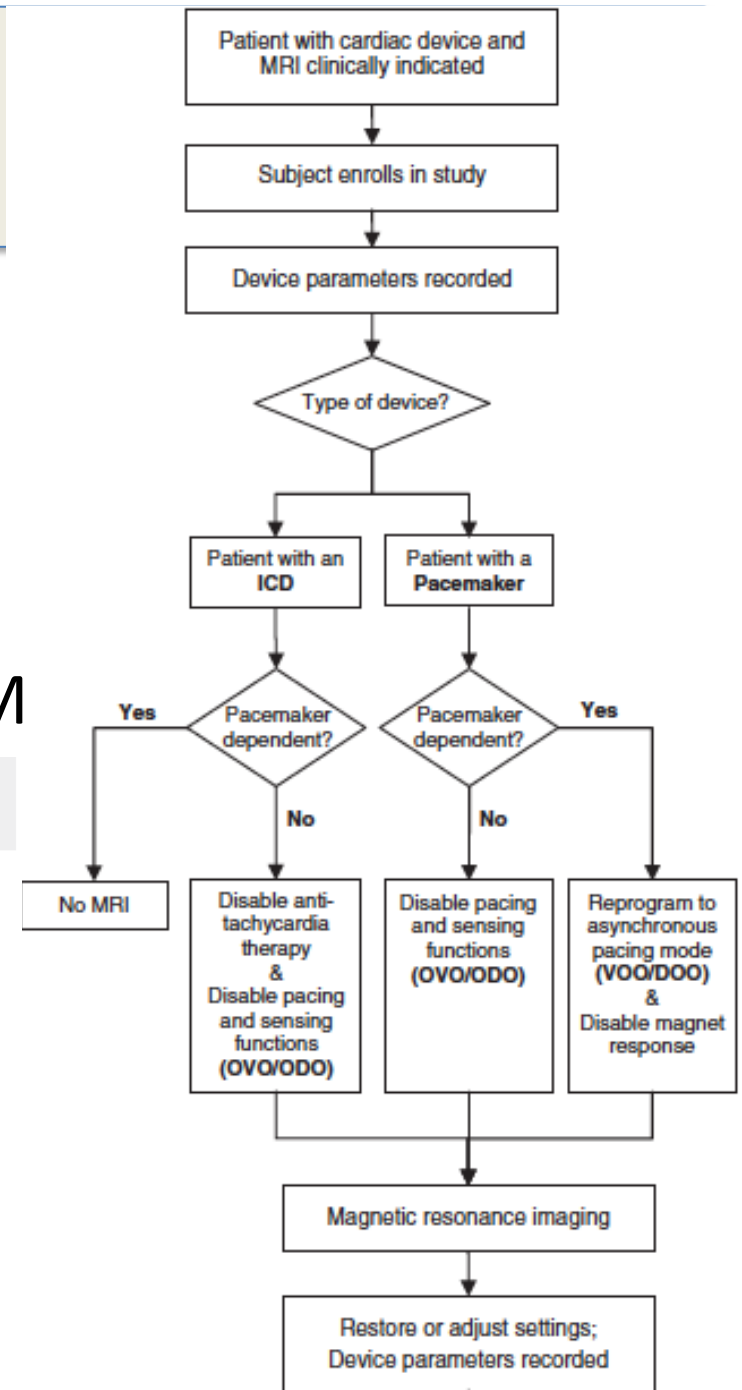 Patient with cardiac device and
MRI clinically indicated
Subject enrolls in study
Device parameters recorded
Type of device?
Patient with an
ICD
Patient with a
Pacemaker
M
Yes
Pacemaker
dependent?
Pacemaker
dependent?
Yes
No
No
No MRI
Disable anti-
tachycardia
therapy
&
Disable pacing
and sensing
functions
(OVO/ODO)
Disable pacing
and sensing
functions
(OVO/ODO)
Reprogram to
asynchronous
pacing mode
(VOO/DOO)
&
Disable magnet
response
Magnetic resonance imaging
Restore or adjust settings;
Device parameters recorded